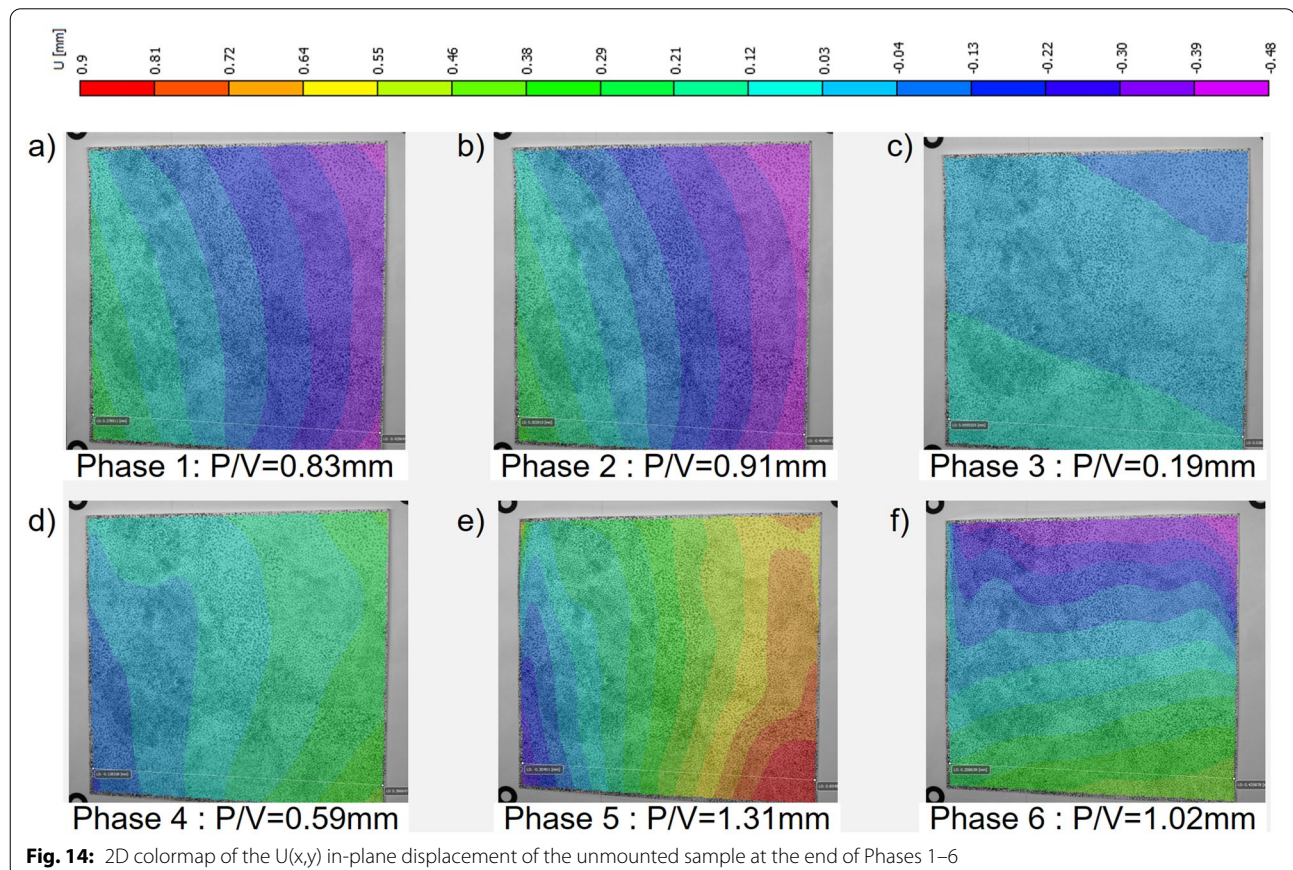 U [mm]
0.9 0.81 0.72 0.64 0.55 0.46 0.38 0.29 0.21 0.12 0.03 -0.04 -0.13 -0.22 -0.30 -0.39 -0.48
a) b) c)
Phase 1: P/V=0.83mm Phase 2 : P/V=0.91mm Phase 3 : P/V=0.19mm
d) e) f)
Phase 4 : P/V=0.59mm Phase 5 : P/V=1.31mm Phase 6 : P/V=1.02mm
Fig. 14: 2D colormap of the U(x,y) in-plane displacement of the unmounted sample at the end of Phases 1–6